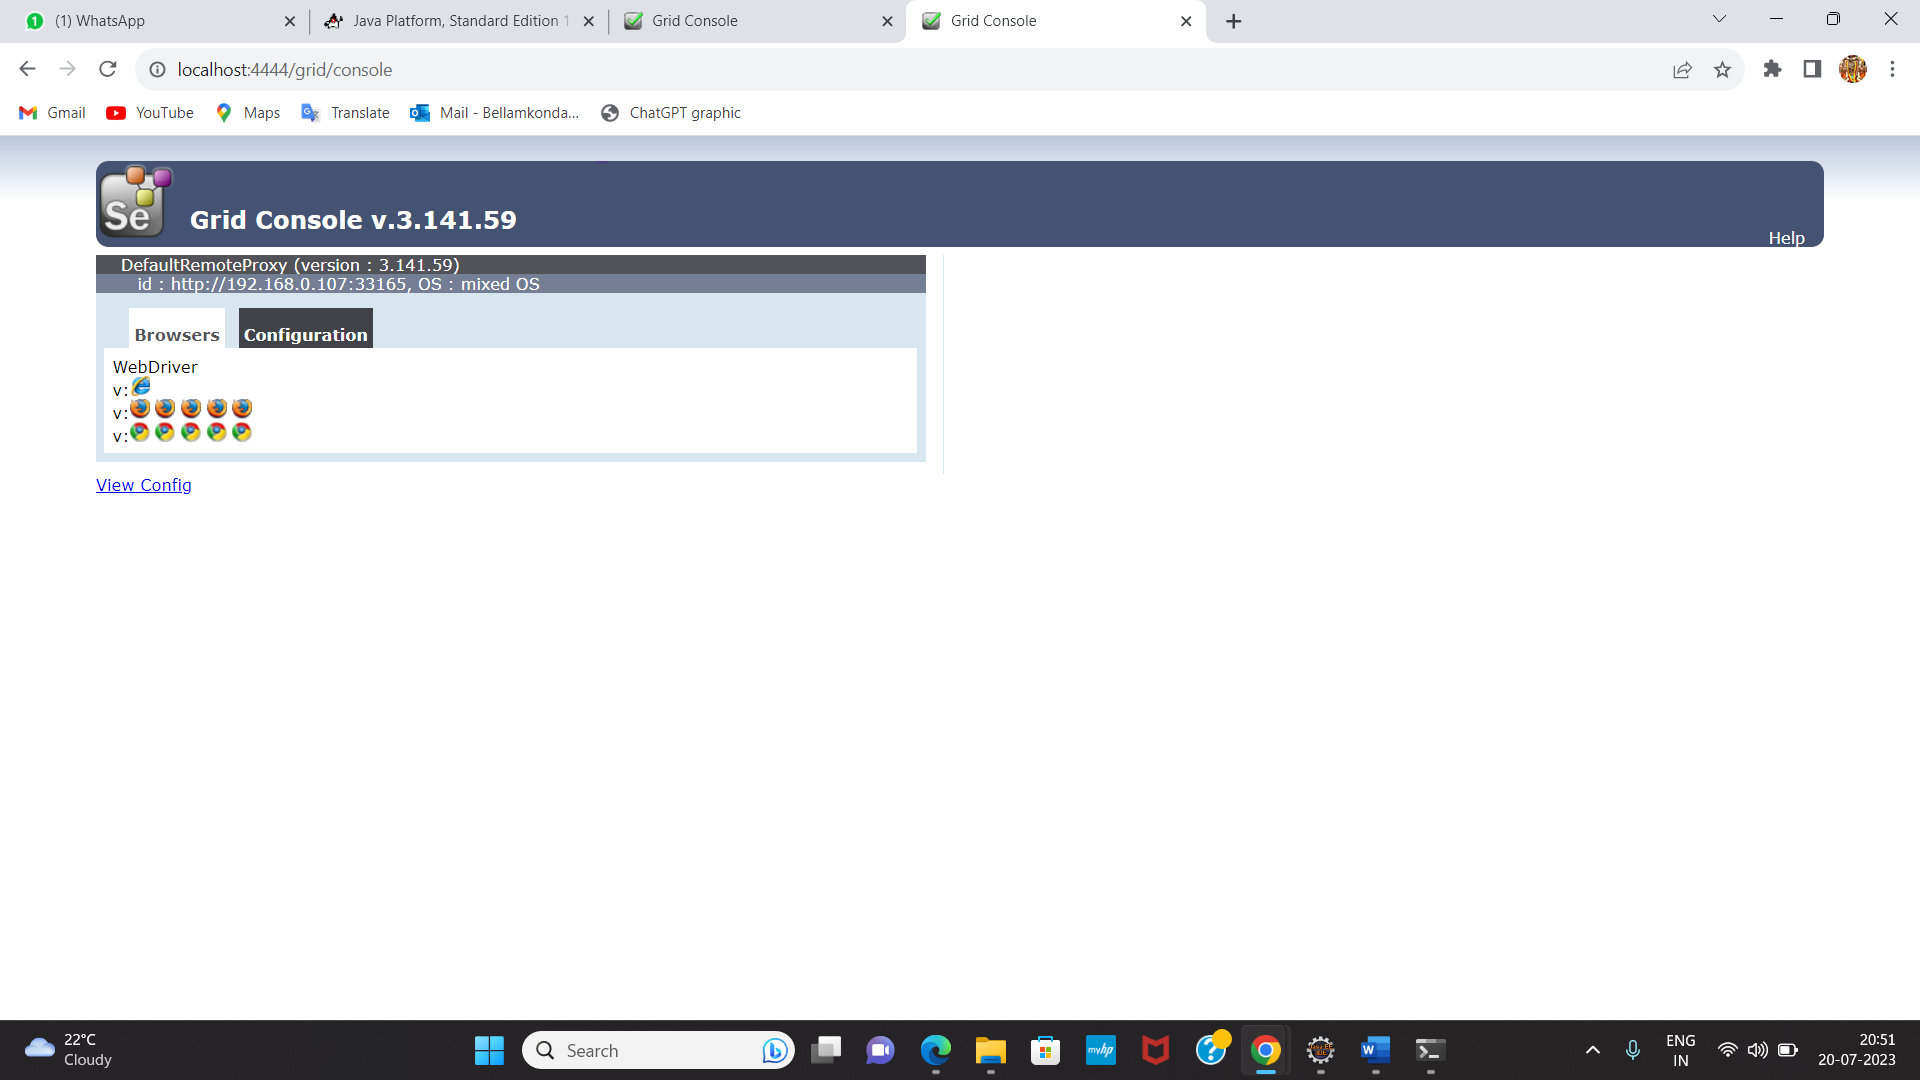 (1) WhatsApp
Java Platform, Standard Edition 1
Grid Console
Grid Console
localhost:4444/grid/console
Gmail
YouTube
Maps
Translate
Mail - Bellamkonda...
ChatGPT graphic
Se
Grid Console v.3.141.59
Help
DefaultRemoteProxy (version : 3.141.59)
id : http://192.168.0.107:33165, OS : mixed OS
Browsers
Configuration
WebDriver
v:
v:
v:
View Config
22°C
Cloudy
Search
myhp
W
ENG
IN
20:51
20-07-2023